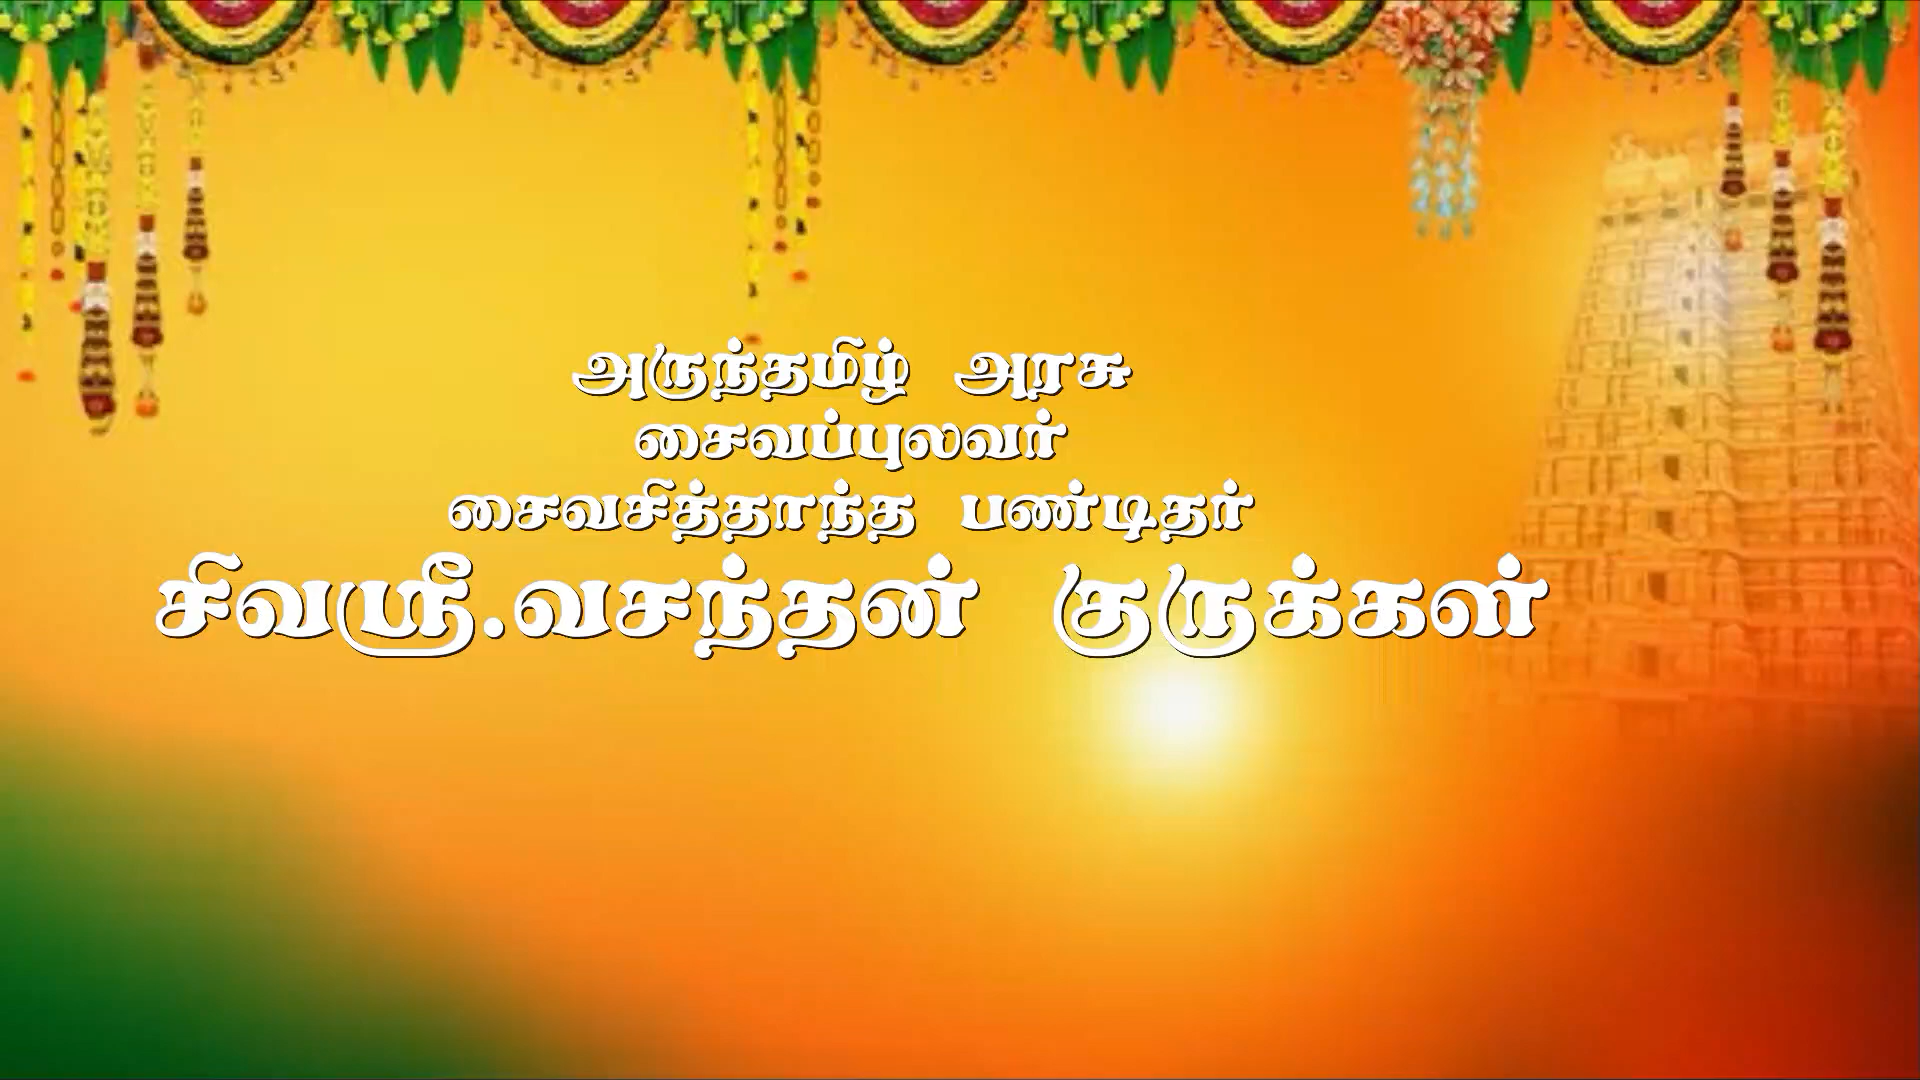 அருந்தமிழ் அரசு
சைவப்புலவர்
சைவசித்தாந்த பண்டிதர்
சிவஸ்ரீ.வசந்தன் குருக்கள்